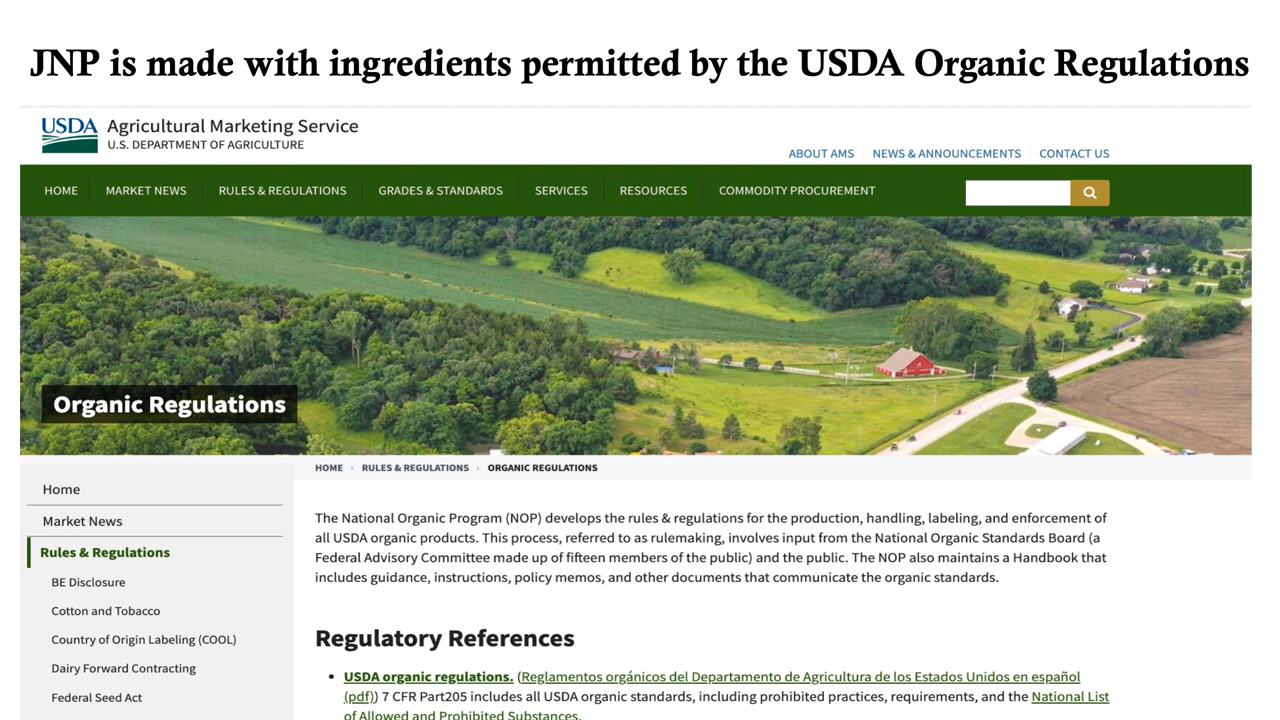 JNP is made with ingredients permitted by the USDA Organic Regulations
USDA
Agricultural Marketing Service
U.S. DEPARTMENT OF AGRICULTURE
ABOUT AMS
NEWS & ANNOUNCEMENTS
CONTACT US
HOME
MARKET NEWS
RULES & REGULATIONS
GRADES & STANDARDS
SERVICES
RESOURCES
COMMODITY PROCUREMENT
Organic Regulations
HOME › RULES & REGULATIONS › ORGANIC REGULATIONS
Home
Market News
Rules & Regulations
BE Disclosure
Cotton and Tobacco
Country of Origin Labeling (COOL)
Dairy Forward Contracting
Federal Seed Act
The National Organic Program (NOP) develops the rules & regulations for the production, handling, labeling, and enforcement of
all USDA organic products. This process, referred to as rulemaking, involves input from the National Organic Standards Board (a
Federal Advisory Committee made up of fifteen members of the public) and the public. The NOP also maintains a Handbook that
includes guidance, instructions, policy memos, and other documents that communicate the organic standards.
Regulatory References
• USDA organic regulations. (Reglamentos orgánicos del Departamento de Agricultura de los Estados Unidos en español
(pdf)) 7 CFR Part205 includes all USDA organic standards, including prohibited practices, requirements, and the National List
of Allowed and Prohibited Substances.